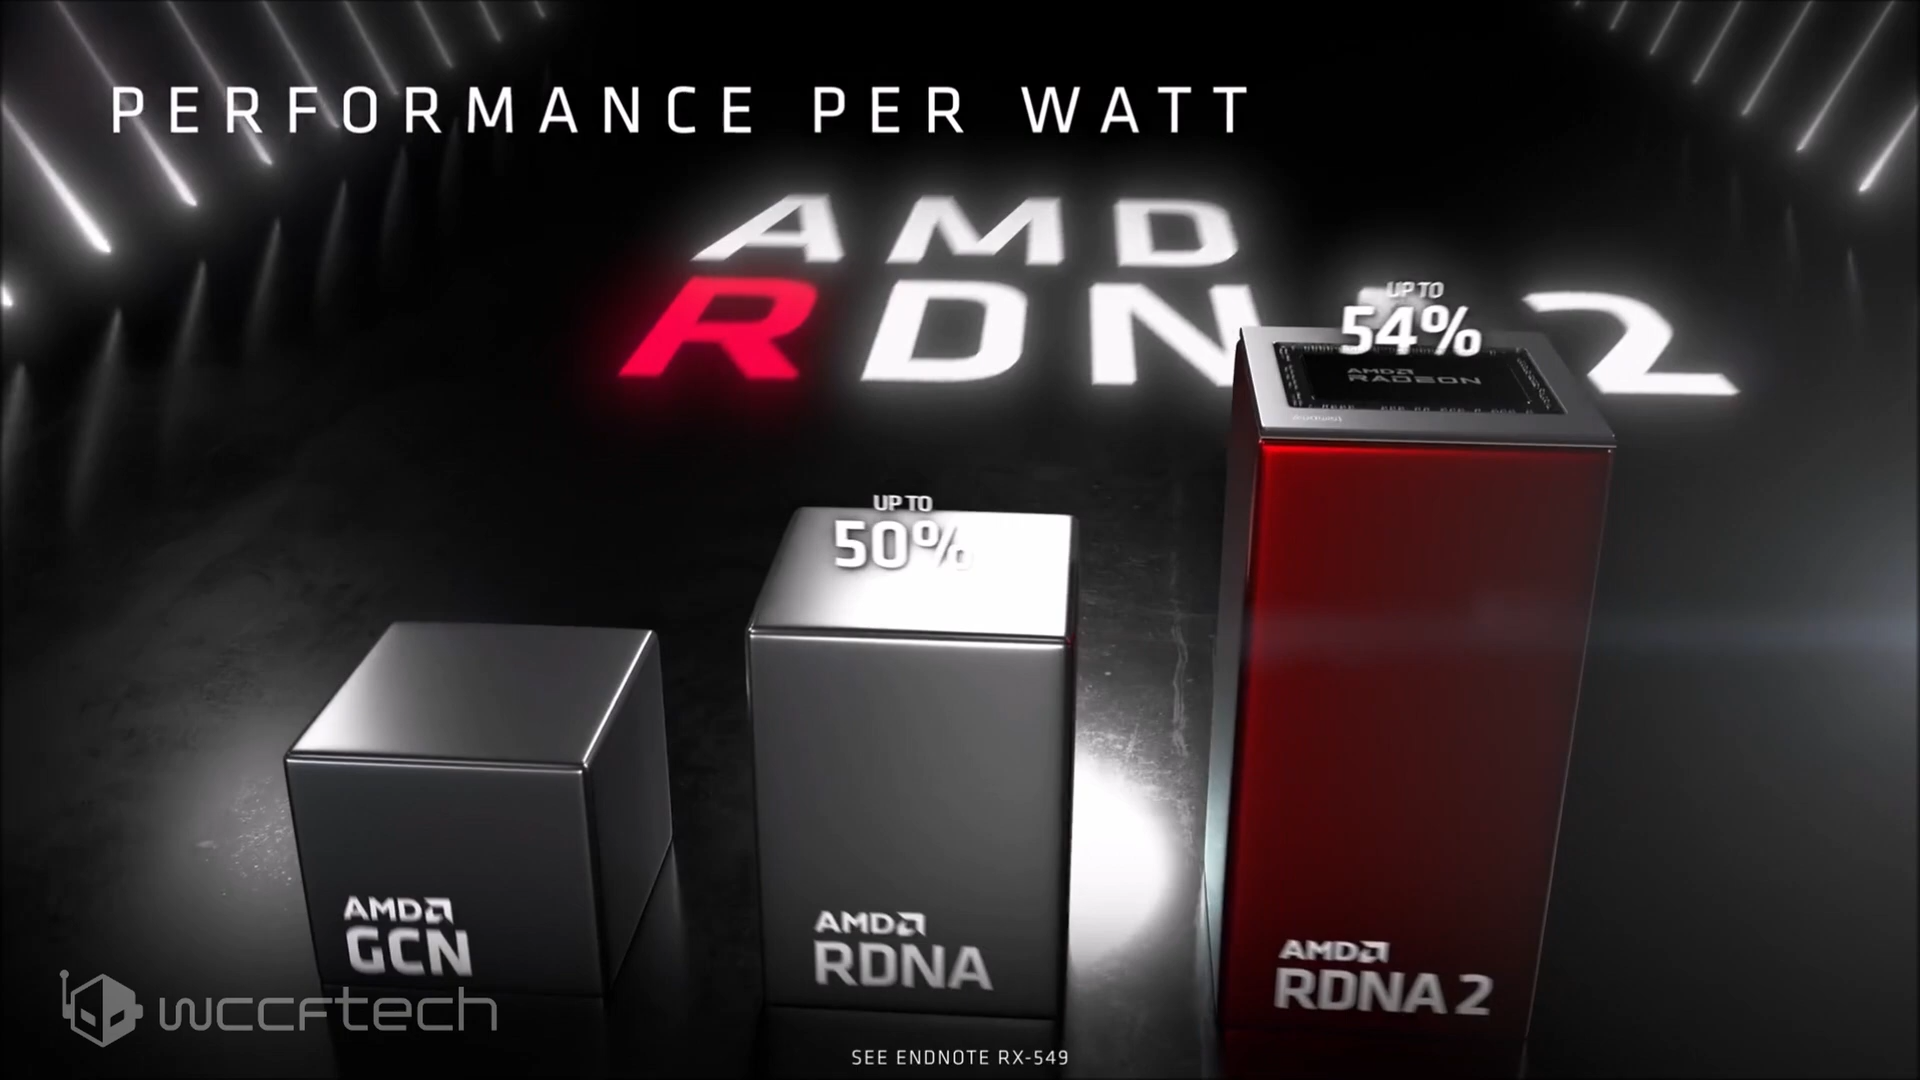 PERFORMANCE PER WATT
AMD
RDN 2
UP TO
54%
AMD
RADEON
UP TO
50%
AMD
GCN
AMD
RDNA
AMD
RDNA 2
wccftech
SEE ENDNOTE RX-549